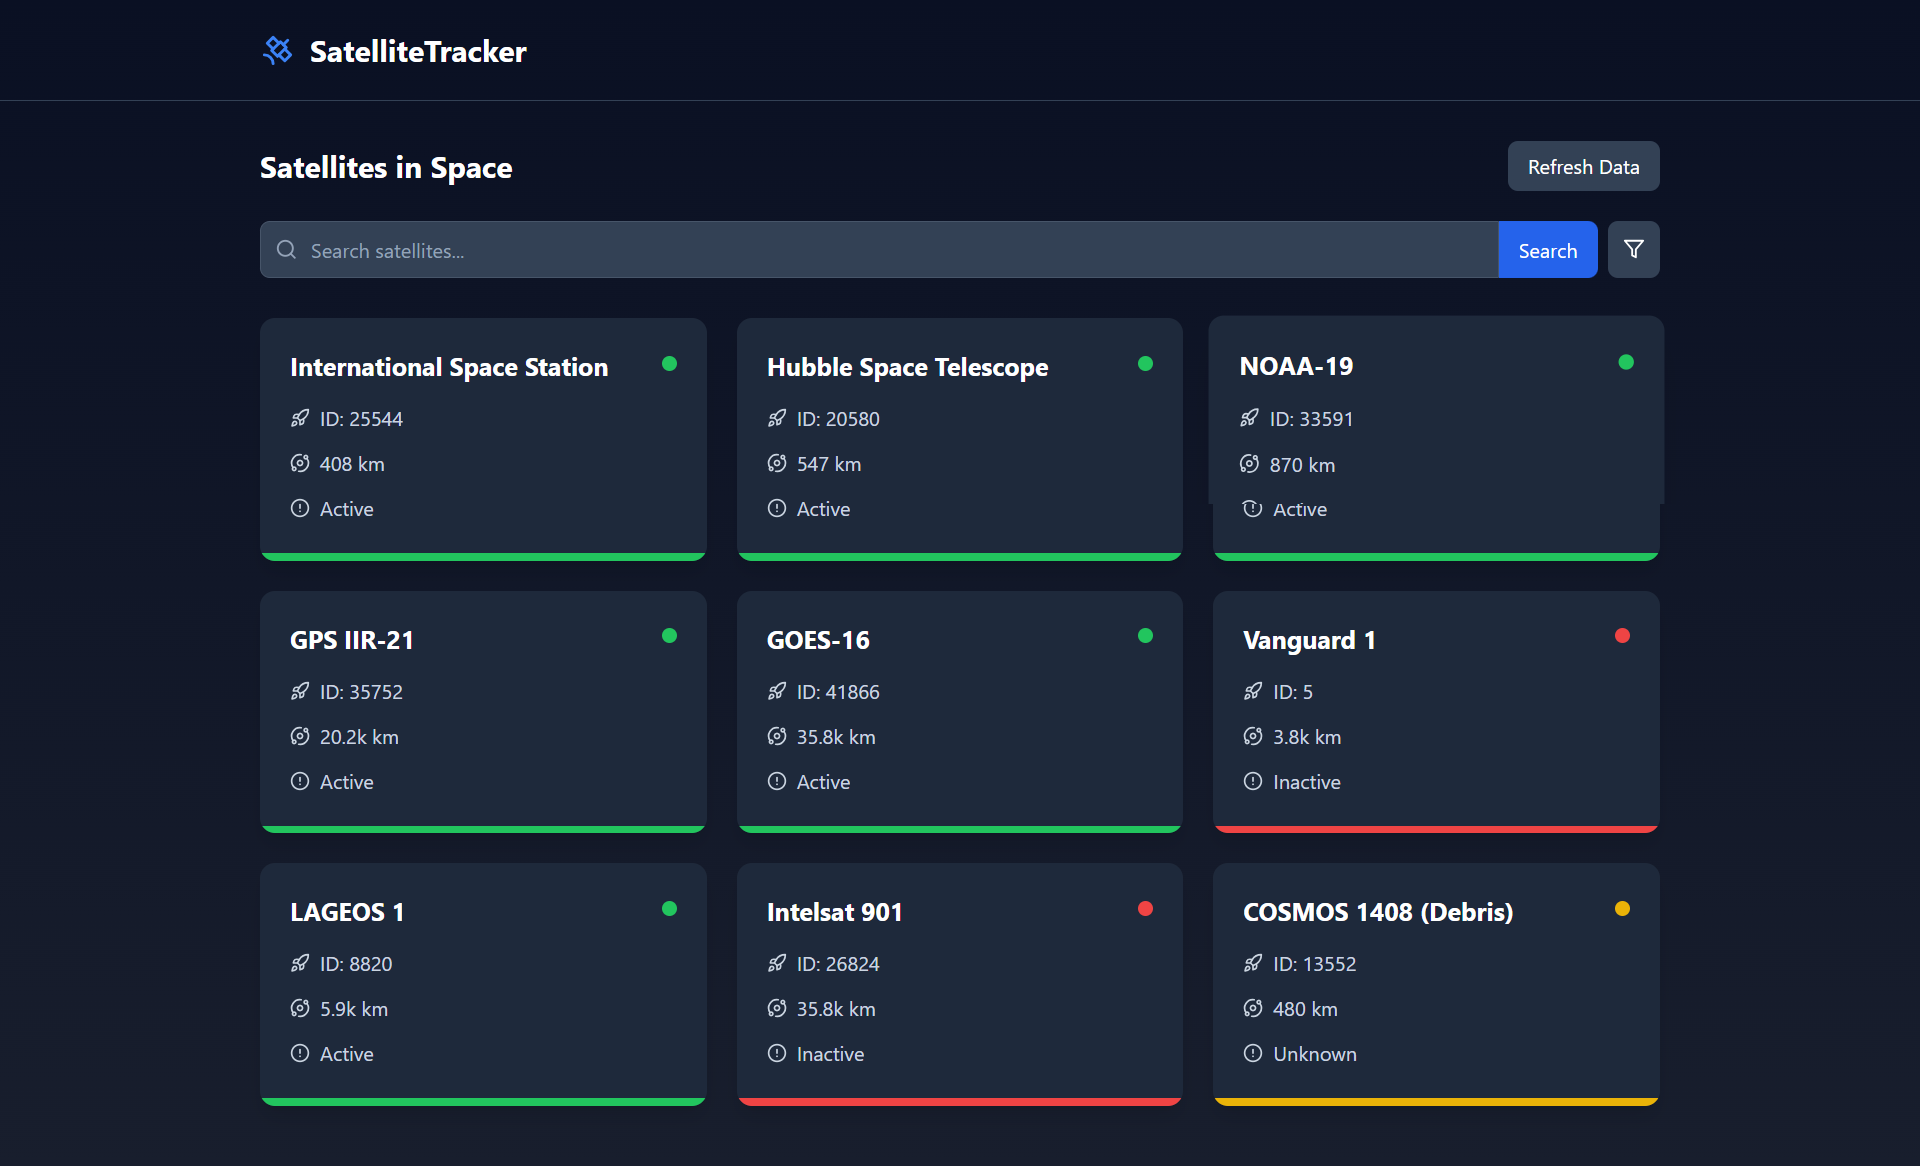 SatelliteTracker
Satellites in Space
Refresh Data
Search satellites...
Search
International Space Station
ID: 25544
408 km
Active
Hubble Space Telescope
ID: 20580
547 km
Active
NOAA-19
ID: 33591
870 km
Active
GPS IIR-21
ID: 35752
20.2k km
Active
GOES-16
ID: 41866
35.8k km
Active
Vanguard 1
ID: 5
3.8k km
Inactive
LAGEOS 1
ID: 8820
5.9k km
Active
Intelsat 901
ID: 26824
35.8k km
Inactive
COSMOS 1408 (Debris)
ID: 13552
480 km
Unknown